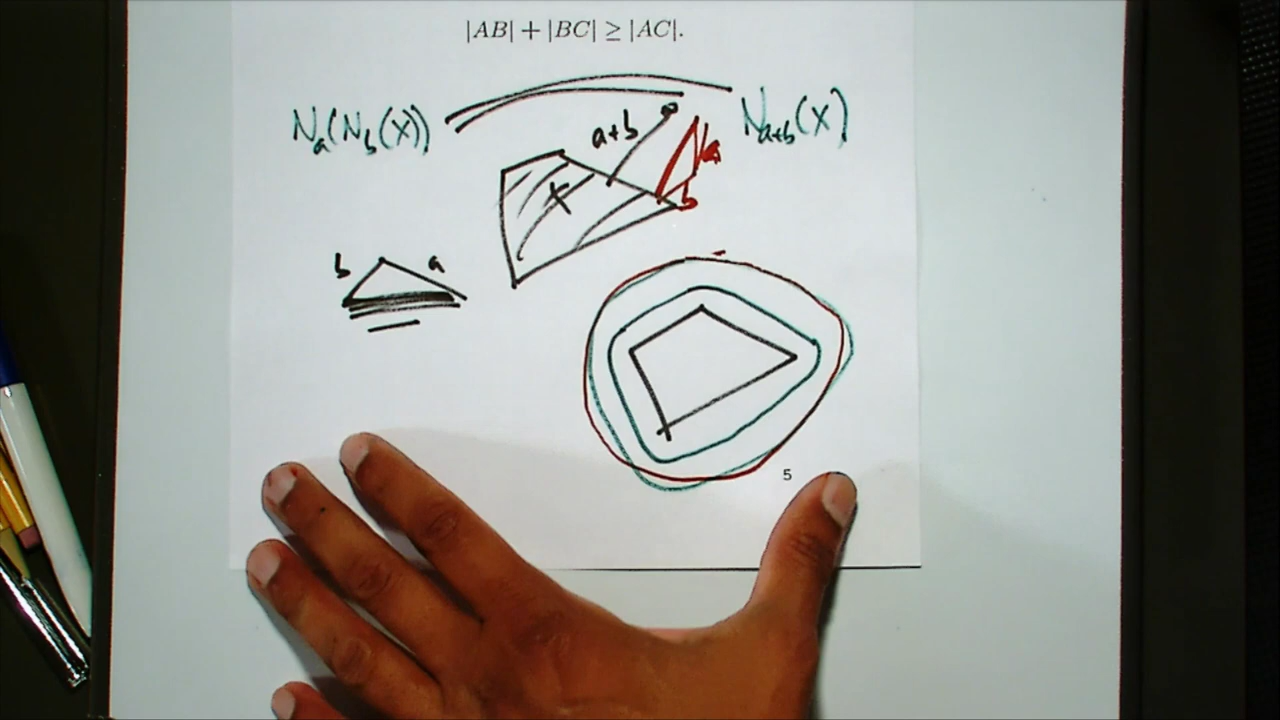 |AB| + |BC| ≥ |AC|.
N_a(N_b(X))
N_{a+b}(X)
a+b
a
X
b
b
a
5